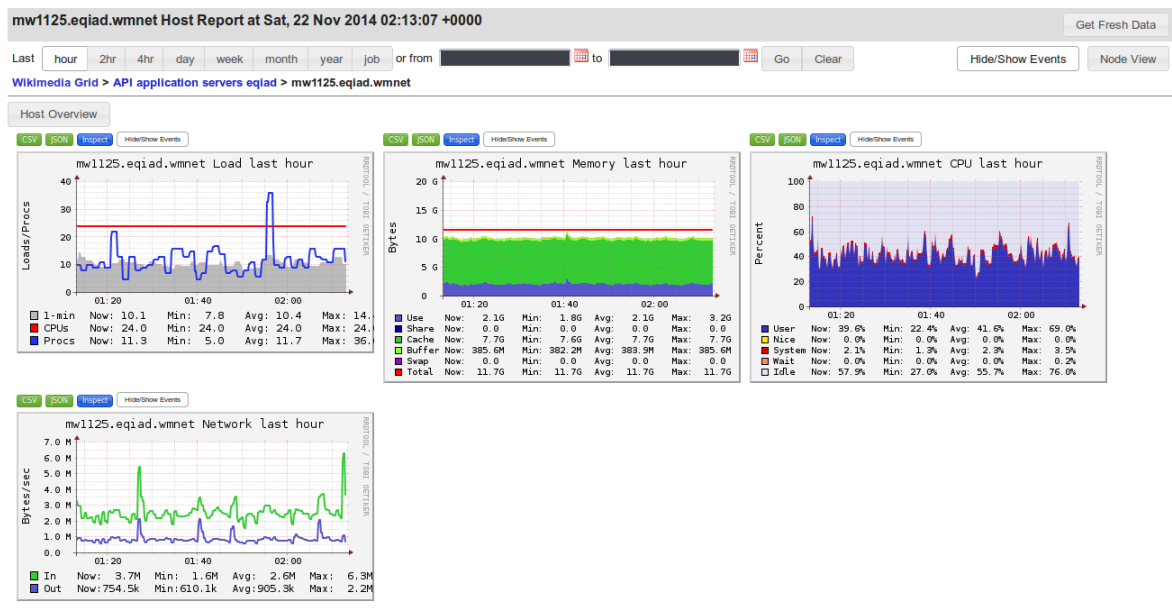 mw1125.eqiad.wmnet Host Report at Sat, 22 Nov 2014 02:13:07 +0000
Get Fresh Data
Last hour 2hr 4hr day week month year job or from to Go Clear Hide/Show Events Node View
Wikimedia Grid > API application servers eqiad > mw1125.eqiad.wmnet
Host Overview
CSV JSON Inspect Hide/Show Events
mw1125.eqiad.wmnet Load last hour
RRDTOOL / TOBI OETIKER
Loads/Procs
40
30
20
10
0
01:20 01:40 02:00
1-min Now: 10.1 Min: 7.8 Avg: 10.4 Max: 14.
CPUs Now: 24.0 Min: 24.0 Avg: 24.0 Max: 24.
Procs Now: 11.3 Min: 5.0 Avg: 11.7 Max: 36.
CSV JSON Inspect Hide/Show Events
mw1125.eqiad.wmnet Memory last hour
RRDTOOL / TOBI OETIKER
Bytes
20 G
15 G
10 G
5 G
0
01:20 01:40 02:00
Use Now: 2.1G Min: 1.8G Avg: 2.1G Max: 3.2G
Share Now: 0.0 Min: 0.0 Avg: 0.0 Max: 0.0
Cache Now: 7.7G Min: 7.6G Avg: 7.7G Max: 7.7G
Buffer Now: 385.6M Min: 382.2M Avg: 383.9M Max: 385.6M
Swap Now: 0.0 Min: 0.0 Avg: 0.0 Max: 0.0
Total Now: 11.7G Min: 11.7G Avg: 11.7G Max: 11.7G
CSV JSON Inspect Hide/Show Events
mw1125.eqiad.wmnet CPU last hour
RRDTOOL / TOBI OETIKER
Percent
100
80
60
40
20
0
01:20 01:40 02:00
User Now: 39.6% Min: 22.4% Avg: 41.6% Max: 69.0%
Nice Now: 0.0% Min: 0.0% Avg: 0.0% Max: 0.0%
System Now: 2.1% Min: 1.3% Avg: 2.3% Max: 3.5%
Wait Now: 0.0% Min: 0.0% Avg: 0.0% Max: 0.2%
Idle Now: 57.9% Min: 27.0% Avg: 55.7% Max: 76.0%
CSV JSON Inspect Hide/Show Events
mw1125.eqiad.wmnet Network last hour
RRDTOOL / TOBI OETIKER
Bytes/sec
7.0 M
6.0 M
5.0 M
4.0 M
3.0 M
2.0 M
1.0 M
0.0
01:20 01:40 02:00
In Now: 3.7M Min: 1.6M Avg: 2.6M Max: 6.3M
Out Now:754.5k Min:610.1k Avg:905.3k Max: 2.2M